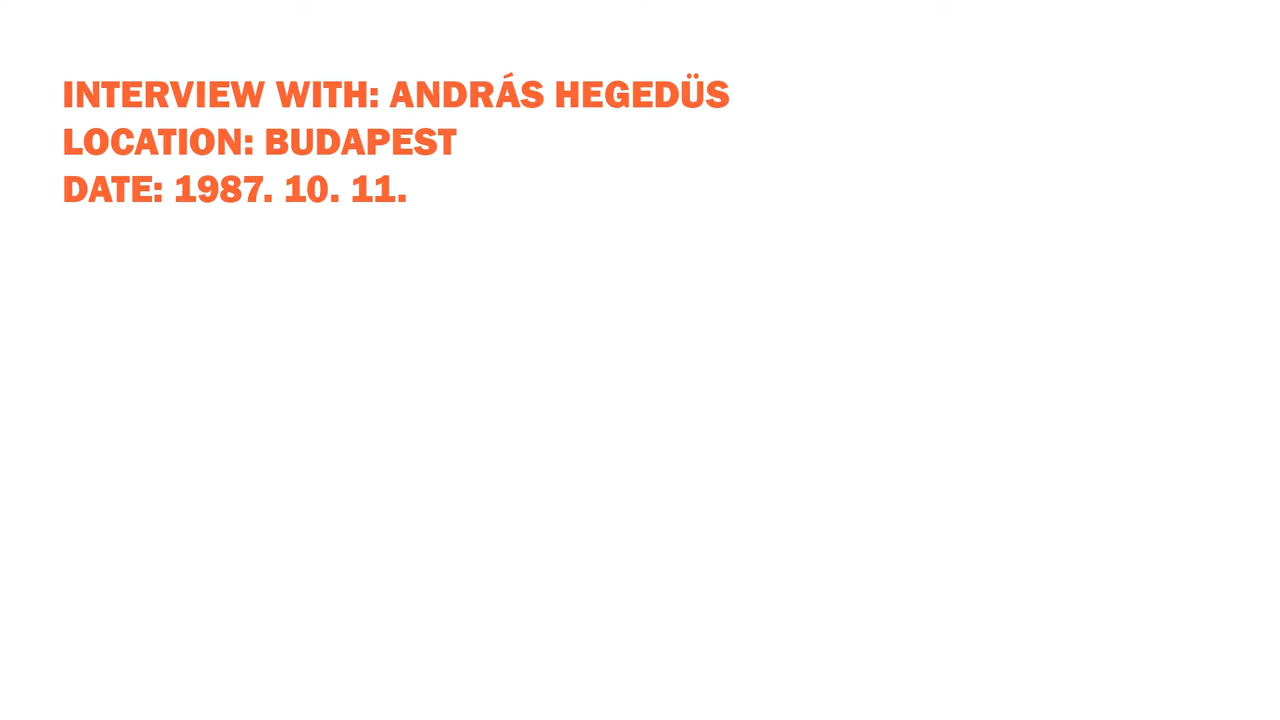 INTERVIEW WITH: ANDRÁS HEGEDÜS
LOCATION: BUDAPEST
DATE: 1987. 10. 11.